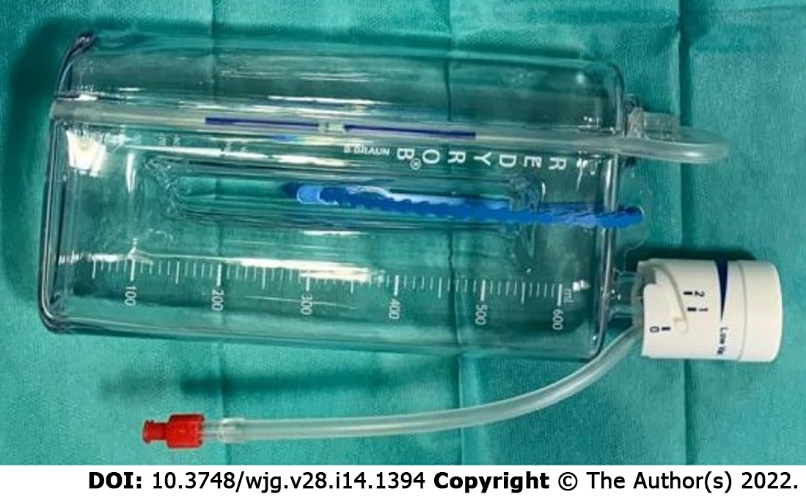 B BRAUN
REDYROB®
100 200 300 400 500 600 ml
2
1
0
Low Va
DOI: 10.3748/wjg.v28.i14.1394 Copyright © The Author(s) 2022.